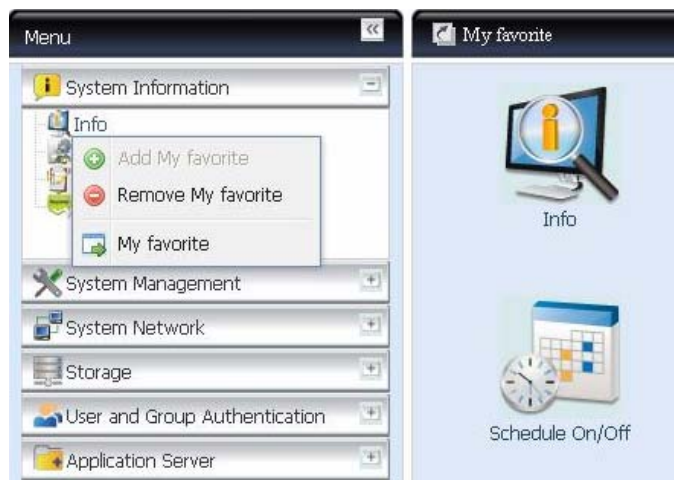 Menu
System Information
Info
Add My favorite
Remove My favorite
My favorite
System Management
System Network
Storage
User and Group Authentication
Application Server
My favorite
Info
Schedule On/Off